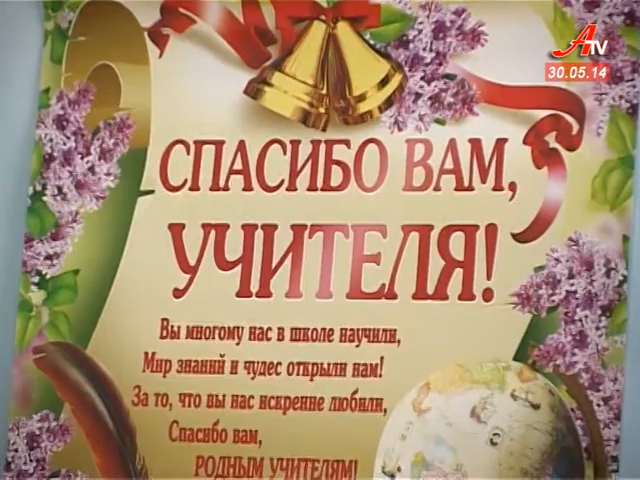 АTV
30.05.14
СПАСИБО ВАМ,
УЧИТЕЛЯ!
Вы многому нас в школе научили,
Мир знаний и чудес открыли нам!
За то, что вы нас искренне любили,
Спасибо вам,
РОДНЫМ УЧИТЕЛЯМ!